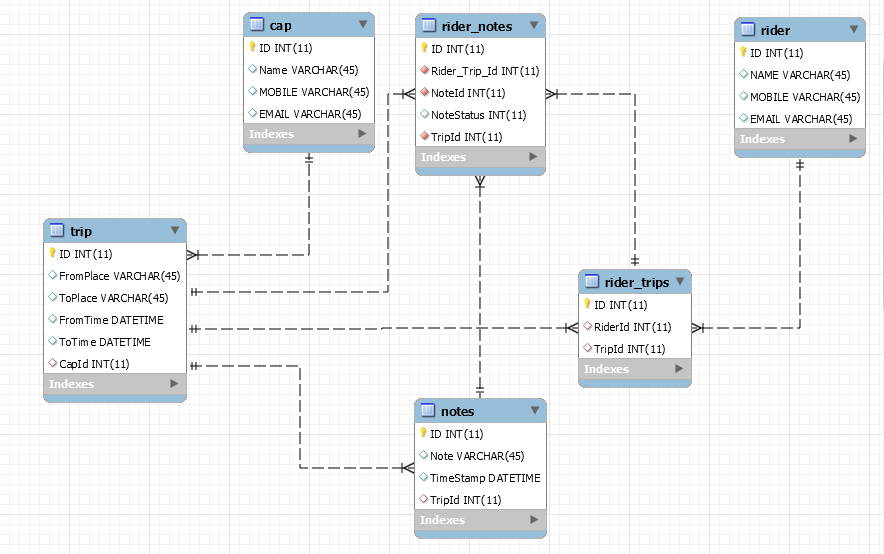 cap
ID INT(11)
Name VARCHAR(45)
MOBILE VARCHAR(45)
EMAIL VARCHAR(45)
Indexes
rider_notes
ID INT(11)
Rider_Trip_Id INT(11)
NoteId INT(11)
NoteStatus INT(11)
TripId INT(11)
Indexes
rider
ID INT(11)
NAME VARCHAR(45)
MOBILE VARCHAR(45)
EMAIL VARCHAR(45)
Indexes
trip
ID INT(11)
FromPlace VARCHAR(45)
ToPlace VARCHAR(45)
FromTime DATETIME
ToTime DATETIME
CapId INT(11)
Indexes
rider_trips
ID INT(11)
RiderId INT(11)
TripId INT(11)
Indexes
notes
ID INT(11)
Note VARCHAR(45)
TimeStamp DATETIME
TripId INT(11)
Indexes